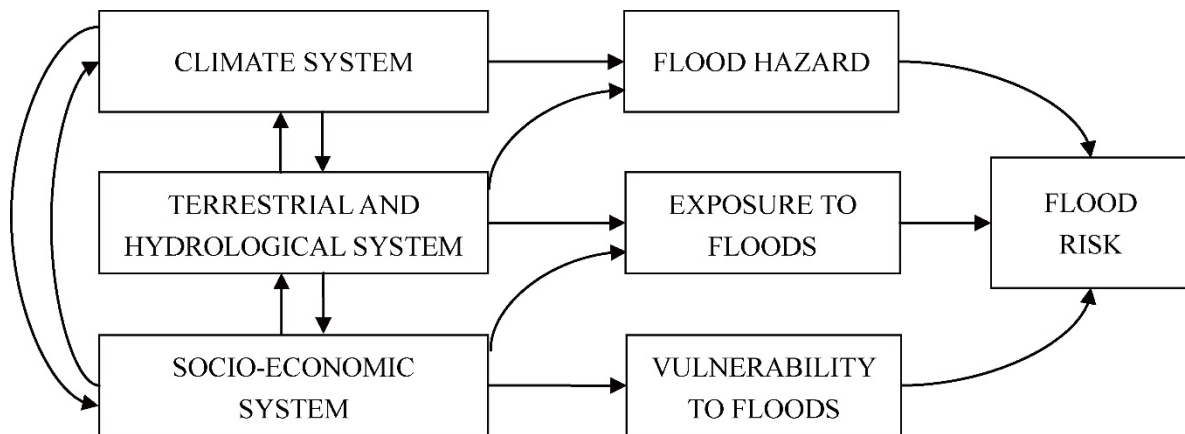 CLIMATE SYSTEM
FLOOD HAZARD
TERRESTRIAL AND
HYDROLOGICAL SYSTEM
EXPOSURE TO
FLOODS
FLOOD
RISK
SOCIO-ECONOMIC
SYSTEM
VULNERABILITY
TO FLOODS